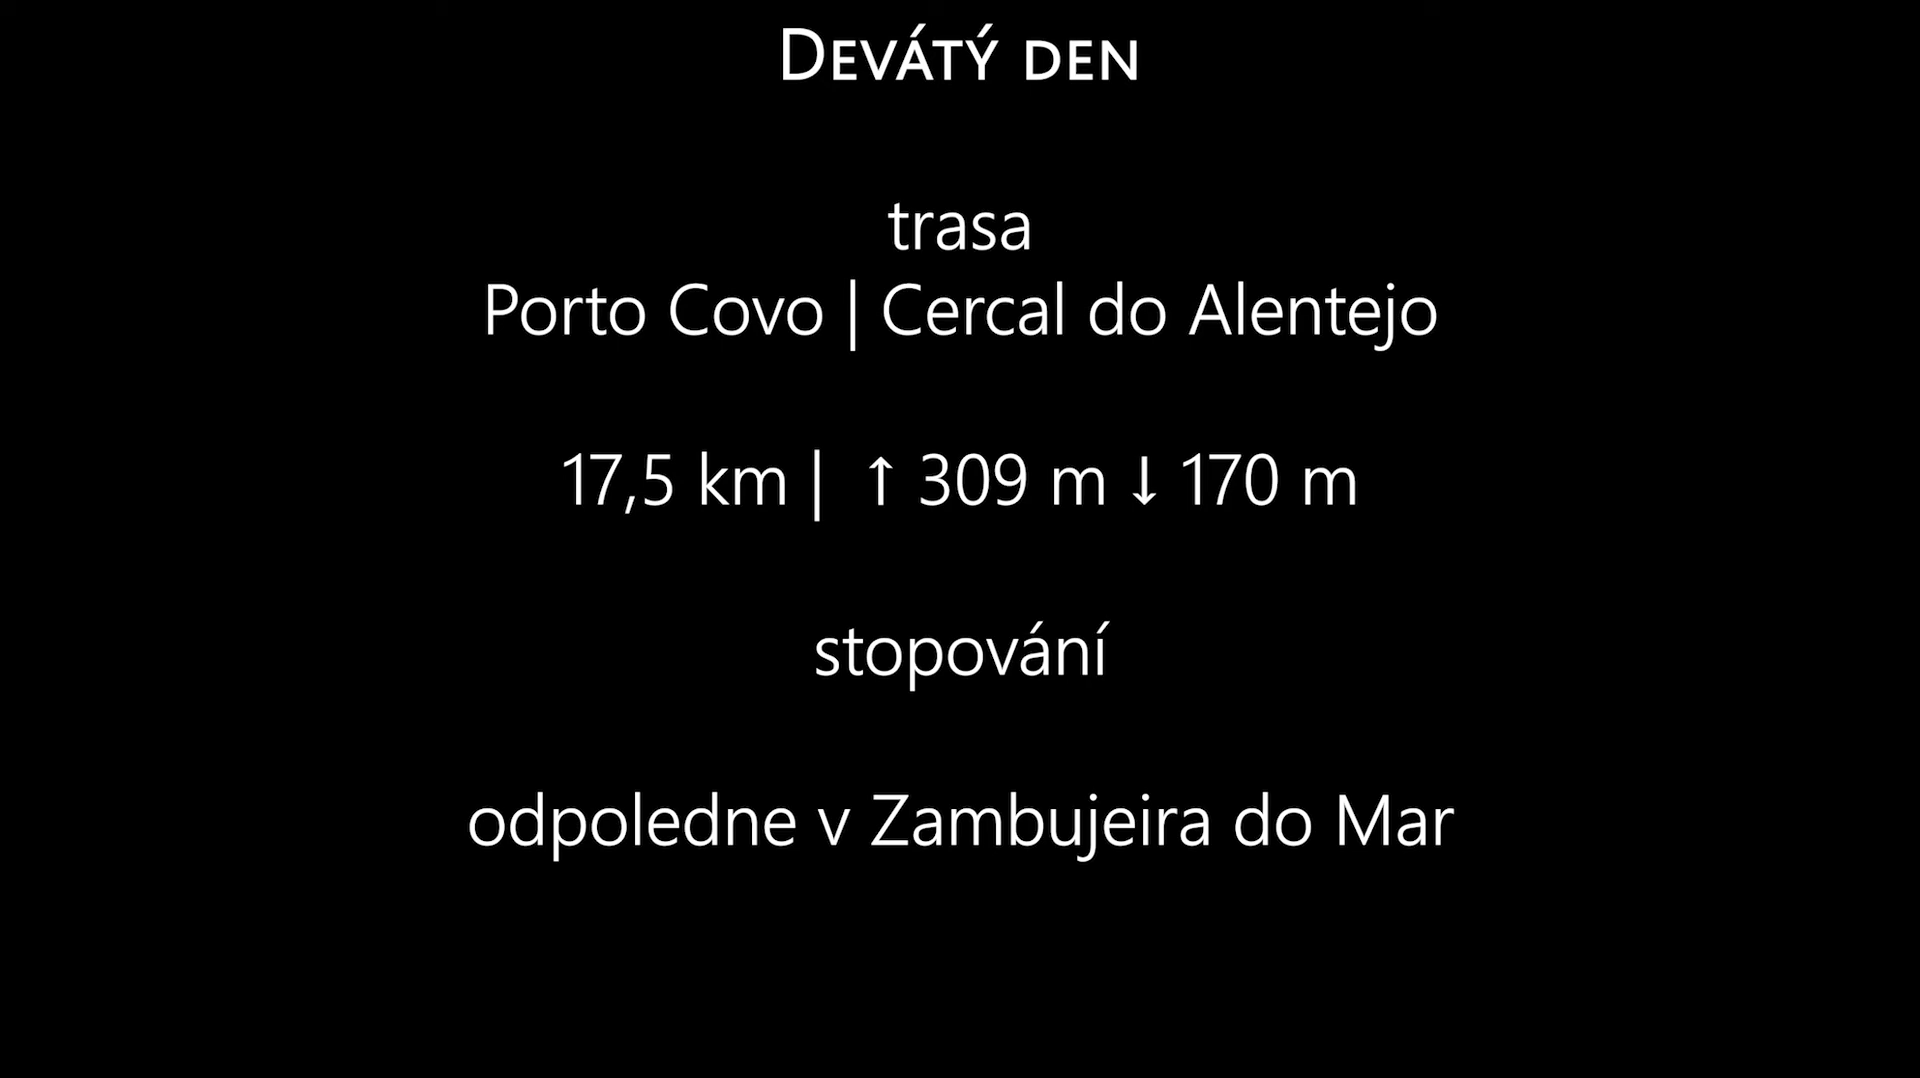 Devátý den
trasa
Porto Covo | Cercal do Alentejo
17,5 km | ↑ 309 m ↓ 170 m
stopování
odpoledne v Zambujeira do Mar